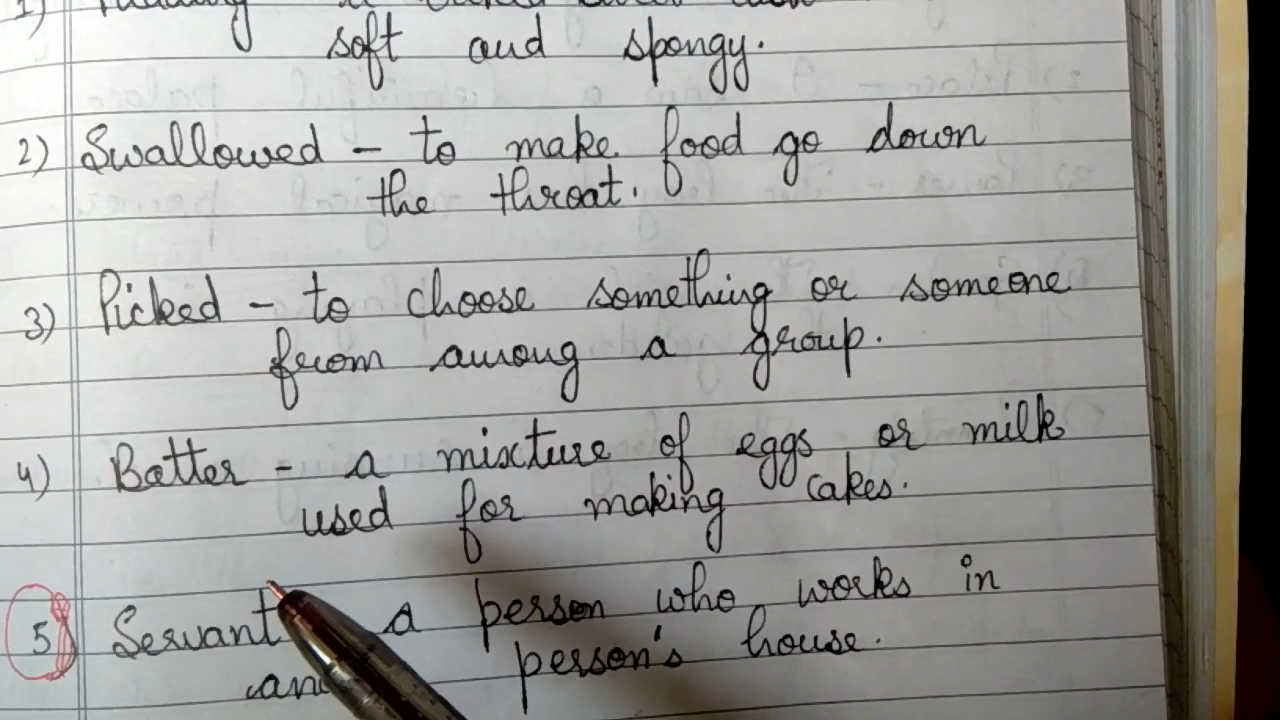 1)
soft and spongy.
2) Swallowed - to make food go down
the throat.
3) Picked - to choose something or someone
from among a group.
4) Batter - a mixture of eggs or milk
used for making cakes.
5) Servant a person who works in
person's house.